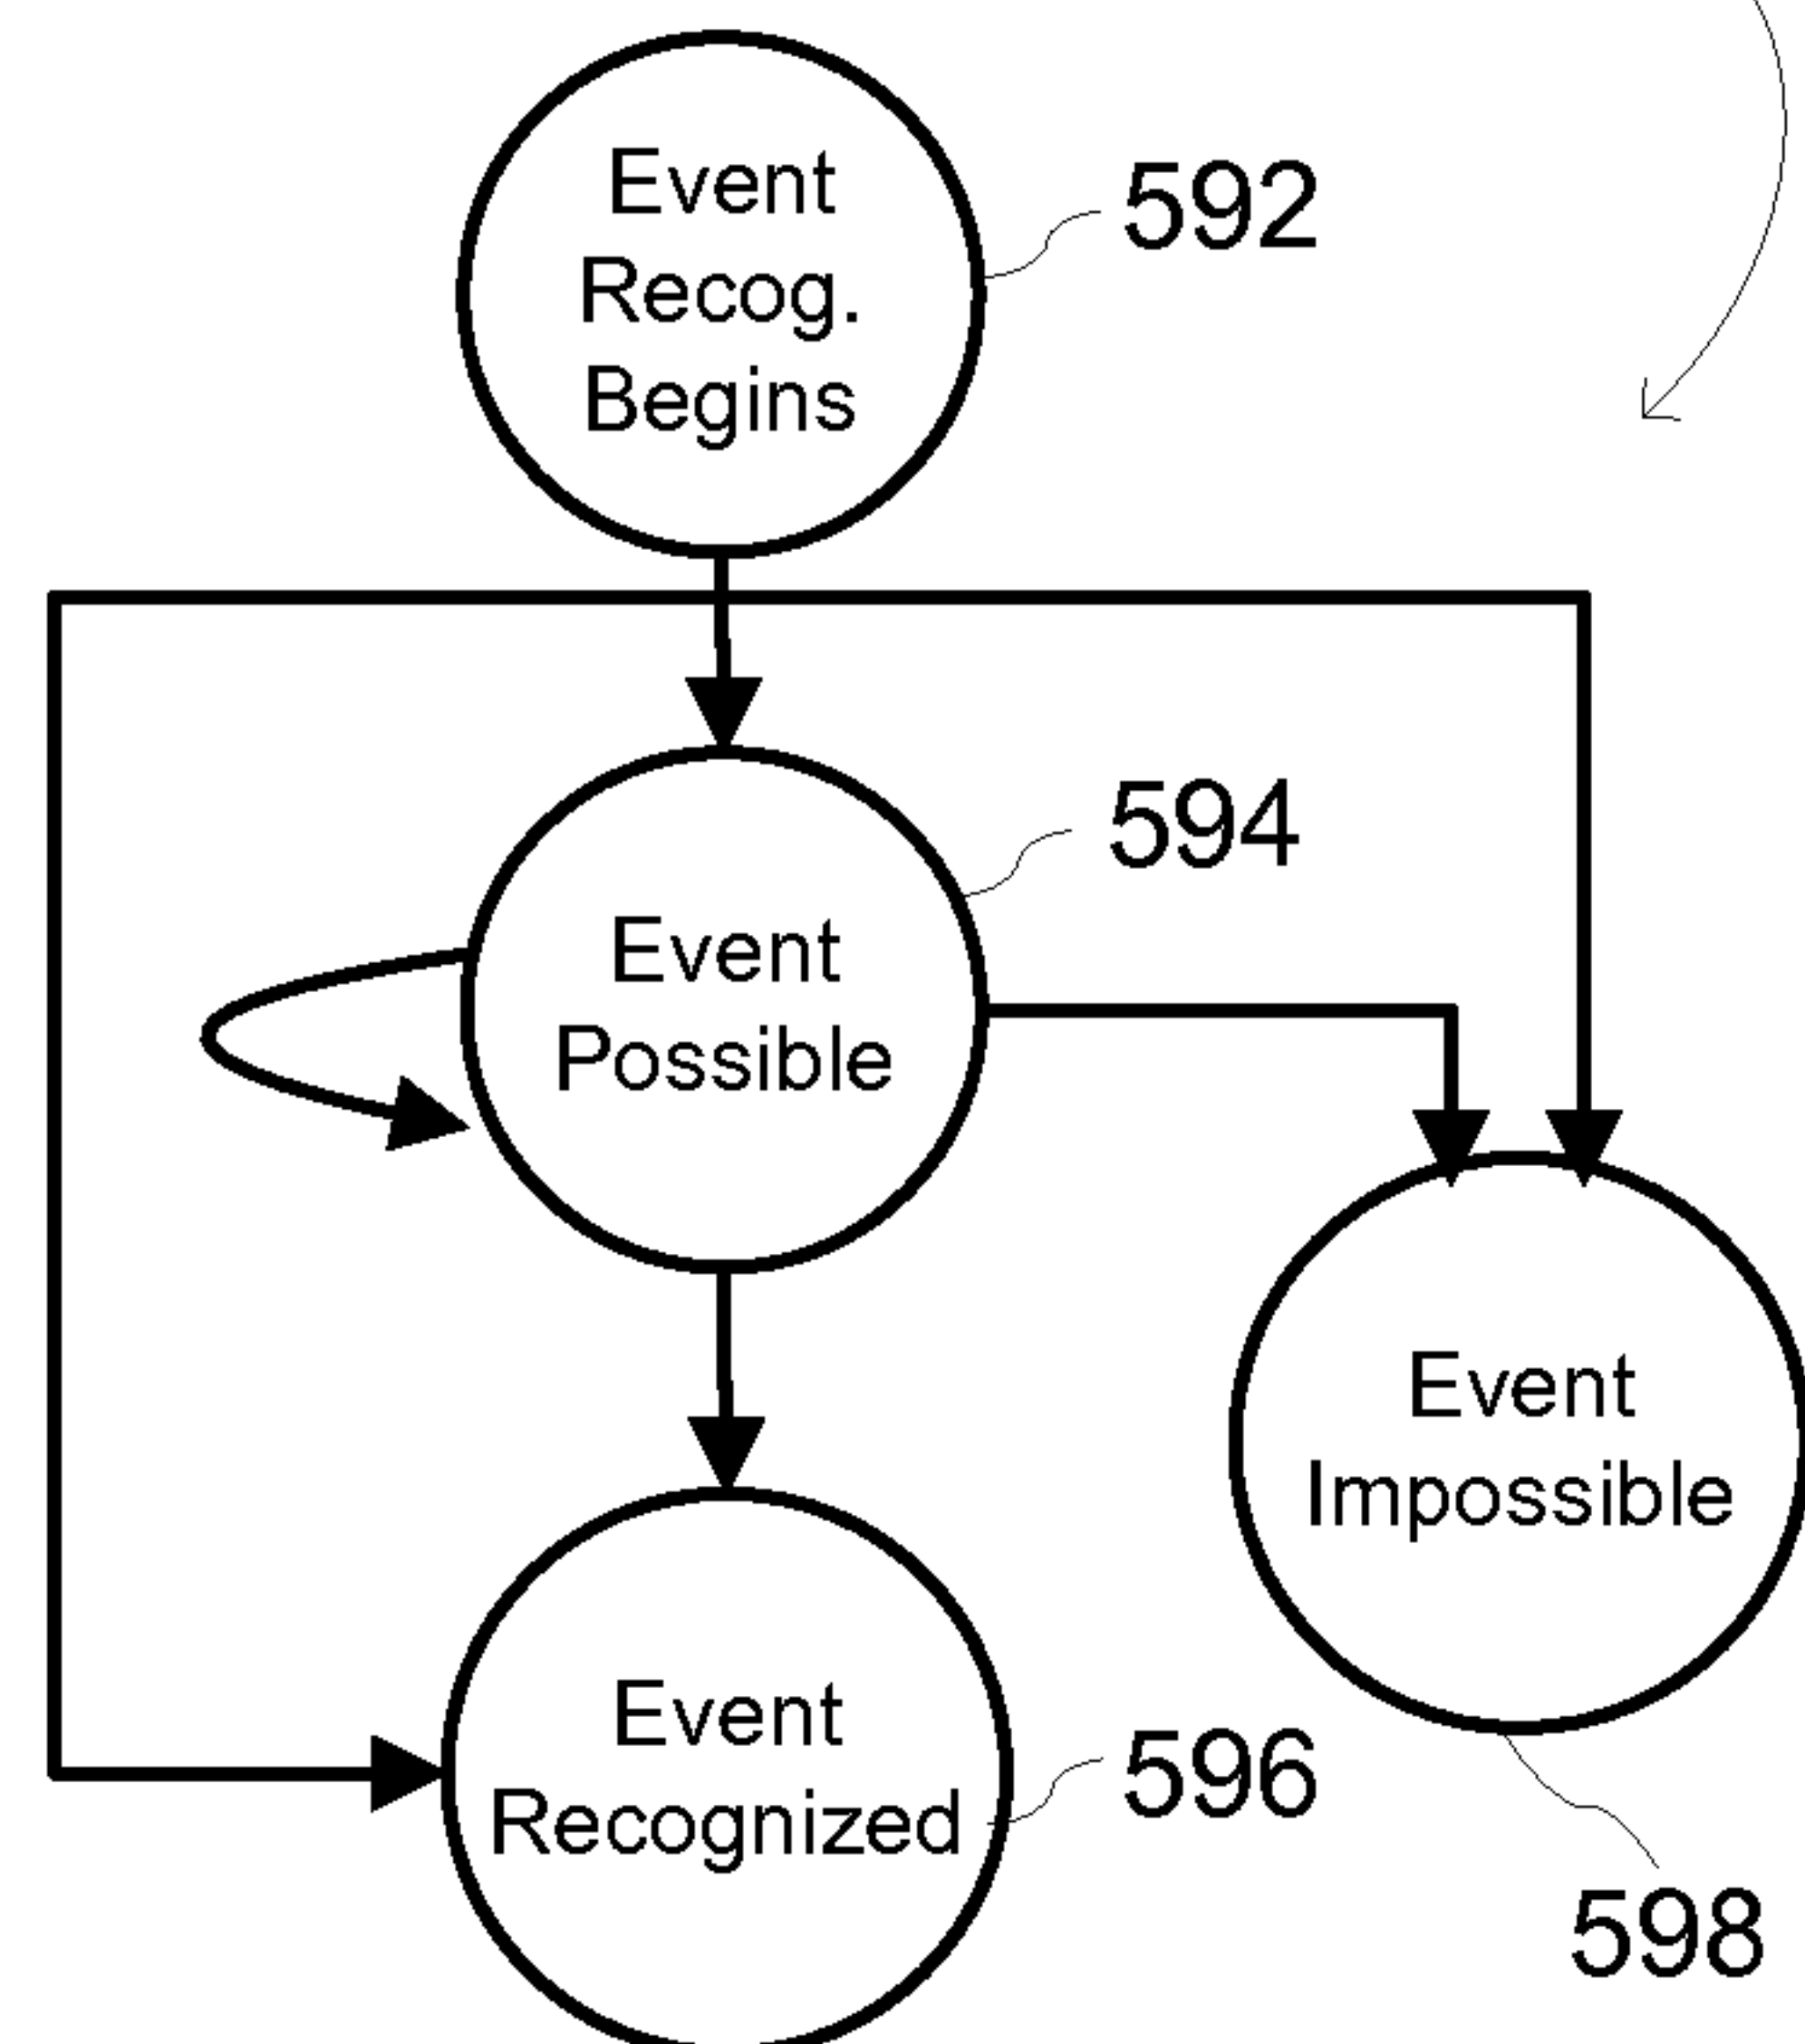 Event
Recog.
Begins
592
594
Event
Possible
Event
Impossible
Event
Recognized
596
598